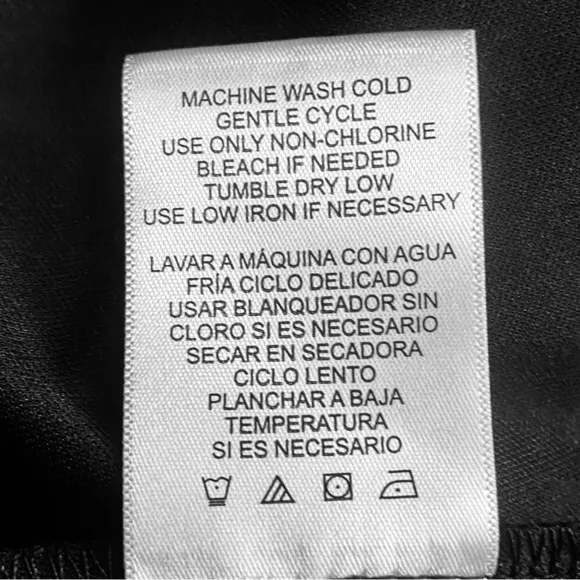 MACHINE WASH COLD
GENTLE CYCLE
USE ONLY NON-CHLORINE
BLEACH IF NEEDED
TUMBLE DRY LOW
USE LOW IRON IF NECESSARY
LAVAR A MÁQUINA CON AGUA
FRÍA CICLO DELICADO
USAR BLANQUEADOR SIN
CLORO SI ES NECESARIO
SECAR EN SECADORA
CICLO LENTO
PLANCHAR A BAJA
TEMPERATURA
SI ES NECESARIO